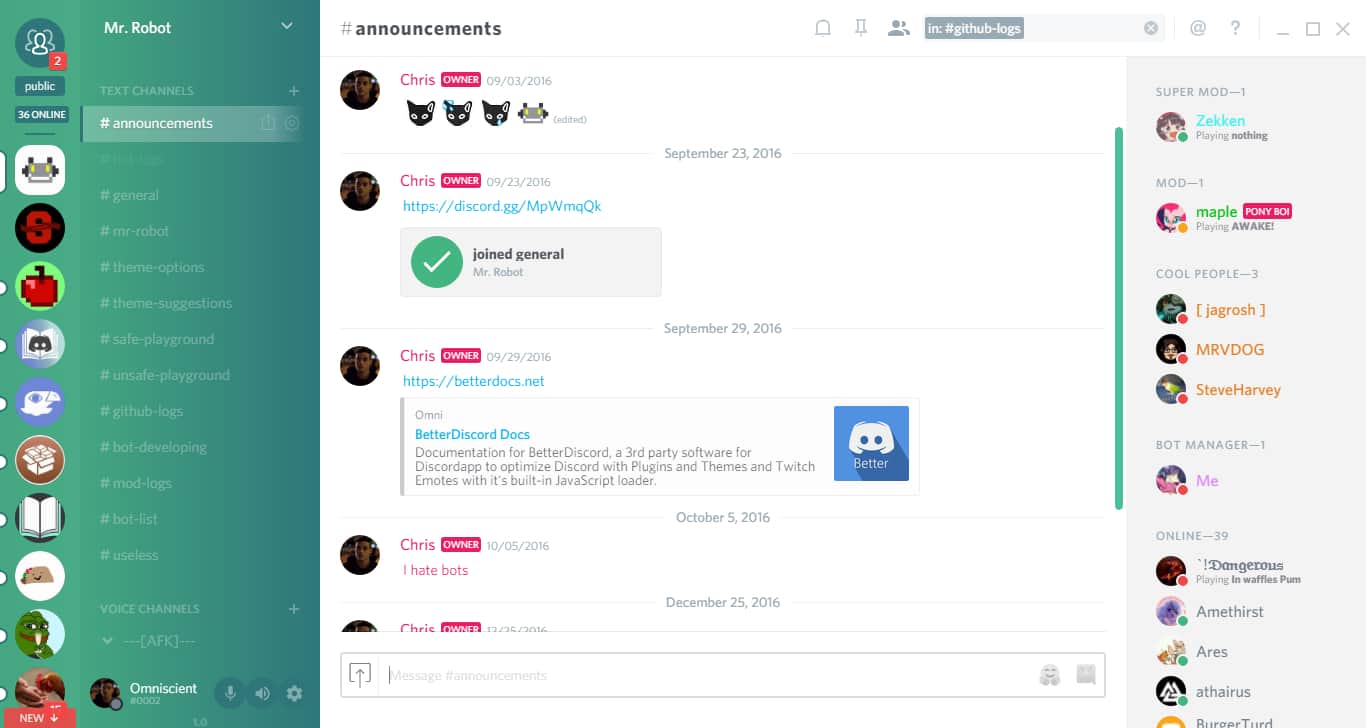 2
public
36 ONLINE
NEW ↓
Mr. Robot
TEXT CHANNELS
# announcements
# bot-logs
# general
# mr-robot
# theme-options
# theme-suggestions
# safe-playground
# unsafe-playground
# github-logs
# bot-developing
# mod-logs
# bot-list
# useless
VOICE CHANNELS
---[AFK]---
Omniscient
#0002
1.0
#announcements
in: #github-logs
@ ?
Chris OWNER 09/03/2016
(edited)
September 23, 2016
Chris OWNER 09/23/2016
https://discord.gg/MpWmqQk
joined general
Mr. Robot
September 29, 2016
Chris OWNER 09/29/2016
https://betterdocs.net
Omni
BetterDiscord Docs
Documentation for BetterDiscord, a 3rd party software for
Discordapp to optimize Discord with Plugins and Themes and Twitch
Emotes with it's built-in JavaScript loader.
Better
October 5, 2016
Chris OWNER 10/05/2016
I hate bots
December 25, 2016
Chris OWNER 12/25/2016
Message #announcements
SUPER MOD—1
Zekken
Playing nothing
MOD—1
maple PONY BOI
Playing AWAKE!
COOL PEOPLE—3
[ jagrosh ]
MRVDOG
SteveHarvey
BOT MANAGER—1
Me
ONLINE—39
Playing In waffles Pum
Amethirst
Ares
athairus
BurgerTurd